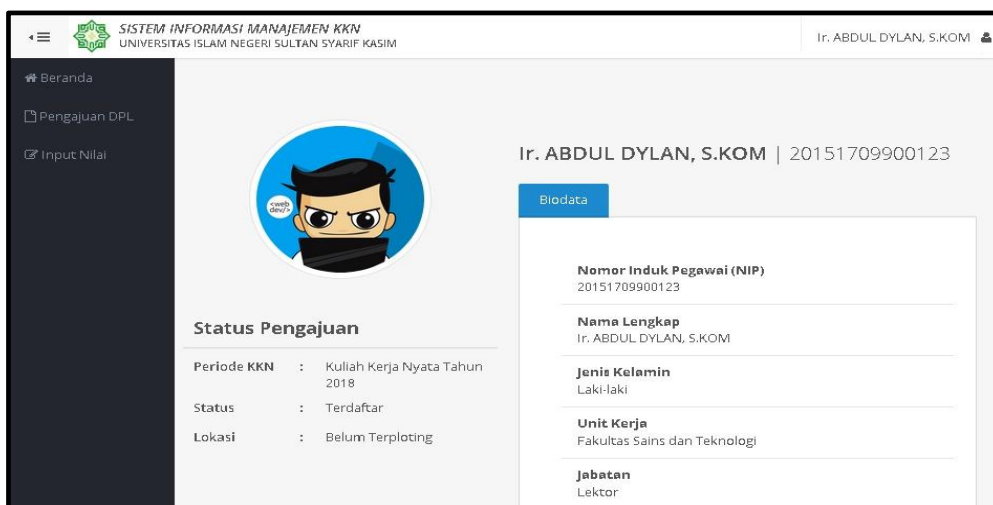 SISTEM INFORMASI MANAJEMEN KKN
UNIVERSITAS ISLAM NEGERI SULTAN SYARIF KASIM
Ir. ABDUL DYLAN, S.KOM
Beranda
Pengajuan DPL
Input Nilai
<web
dev/>
Status Pengajuan
Periode KKN : Kuliah Kerja Nyata Tahun
2018
Status : Terdaftar
Lokasi : Belum Terploting
Ir. ABDUL DYLAN, S.KOM | 20151709900123
Biodata
Nomor Induk Pegawai (NIP)
20151709900123
Nama Lengkap
Ir. ABDUL DYLAN, S.KOM
Jenis Kelamin
Laki-laki
Unit Kerja
Fakultas Sains dan Teknologi
Jabatan
Lektor